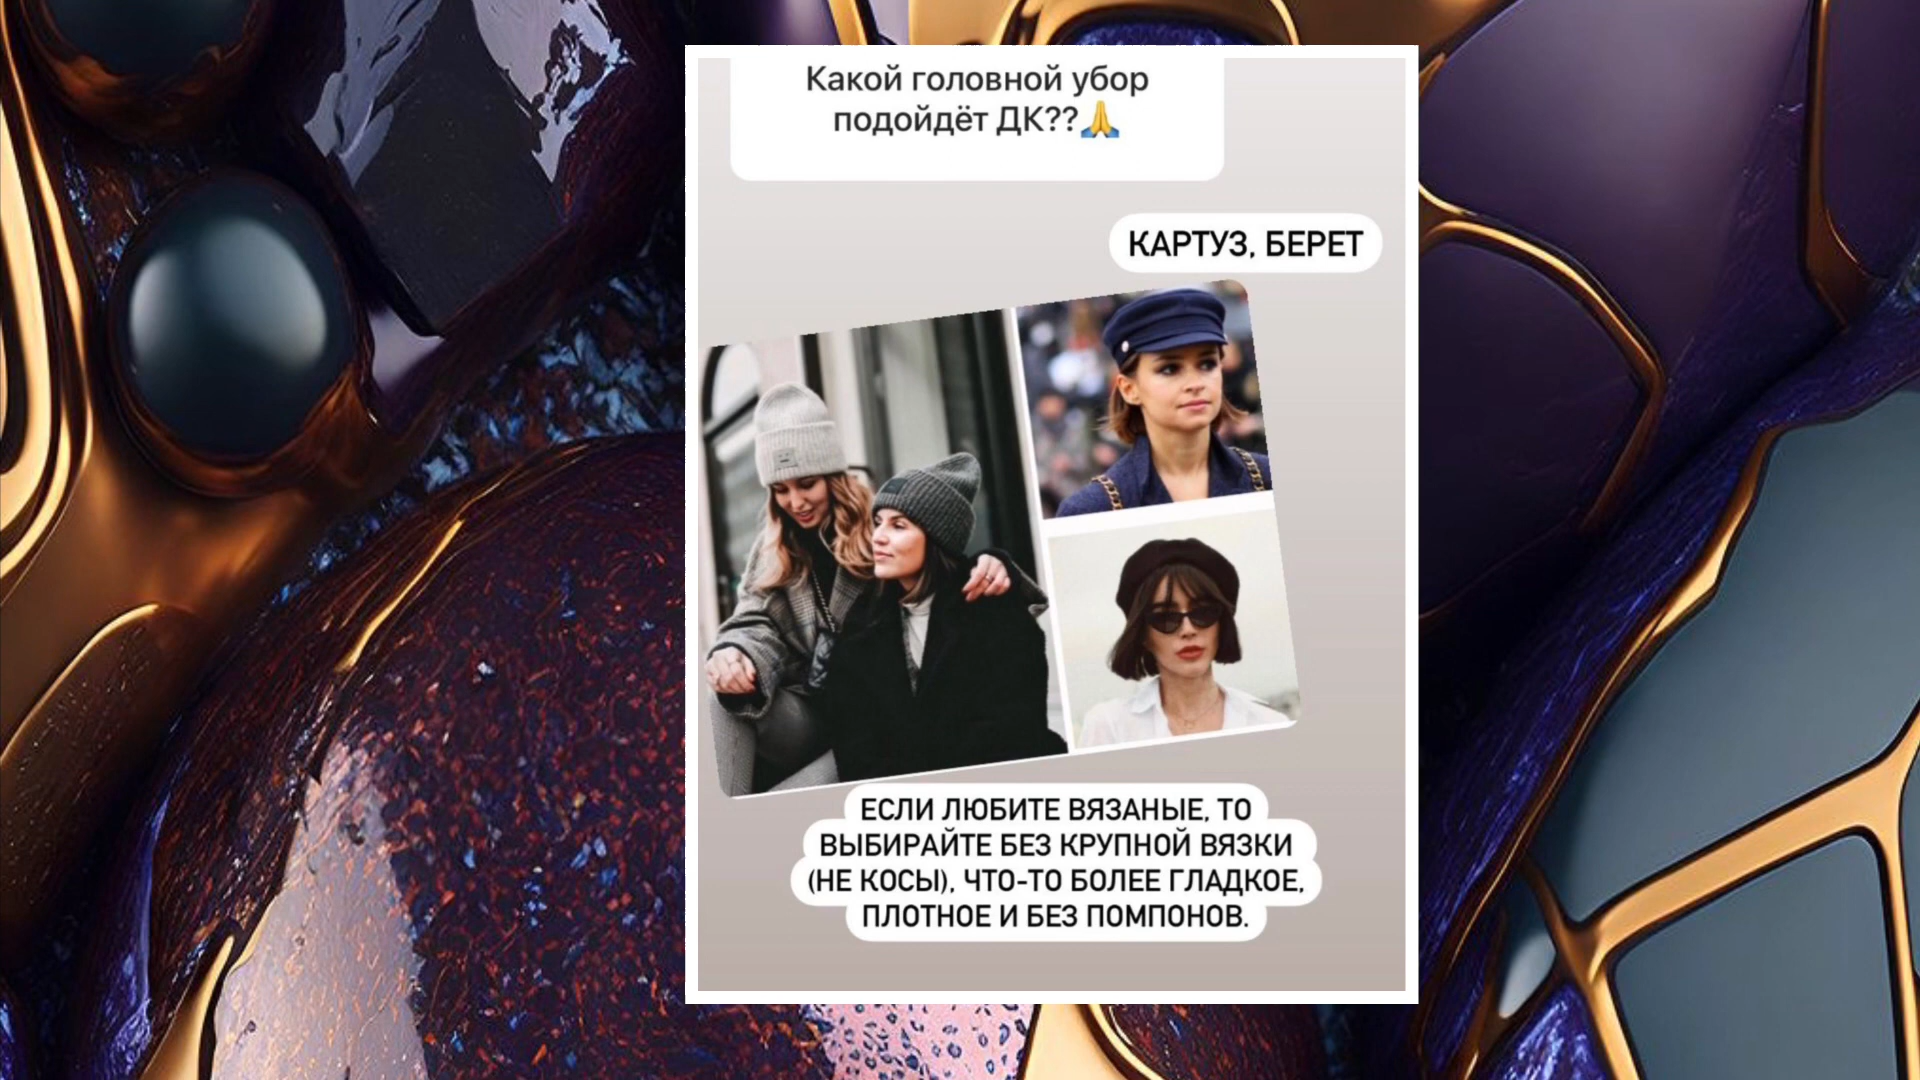 Какой головной убор
подойдёт ДК??🙏
КАРТУЗ, БЕРЕТ
ЕСЛИ ЛЮБИТЕ ВЯЗАНЫЕ, ТО
ВЫБИРАЙТЕ БЕЗ КРУПНОЙ ВЯЗКИ
(НЕ КОСЫ), ЧТО-ТО БОЛЕЕ ГЛАДКОЕ,
ПЛОТНОЕ И БЕЗ ПОМПОНОВ.